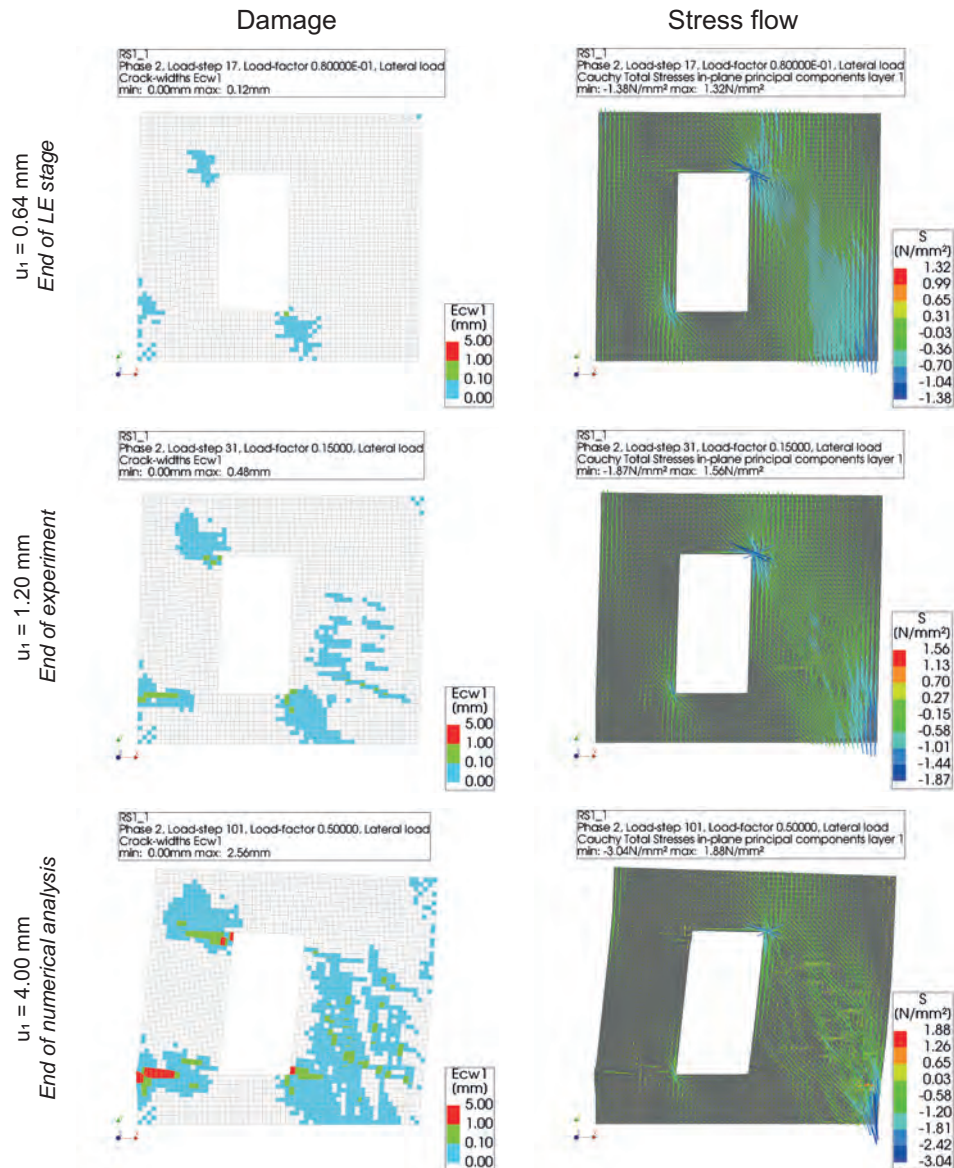 Damage
Stress flow
u₁ = 0.64 mm
End of LE stage
RS1_1
Phase 2, Load-step 17, Load-factor 0.80000E-01, Lateral load
Crack-widths Ecw1
min: 0.00mm max: 0.12mm
Ecw1
(mm)
5.00
1.00
0.10
0.00
RS1_1
Phase 2, Load-step 17, Load-factor 0.80000E-01, Lateral load
Cauchy Total Stresses in-plane principal components layer 1
min: -1.38N/mm² max: 1.32N/mm²
S
(N/mm²)
1.32
0.99
0.65
0.31
-0.03
-0.36
-0.70
-1.04
-1.38
u₁ = 1.20 mm
End of experiment
RS1_1
Phase 2, Load-step 31, Load-factor 0.15000, Lateral load
Crack-widths Ecw1
min: 0.00mm max: 0.48mm
Ecw1
(mm)
5.00
1.00
0.10
0.00
RS1_1
Phase 2, Load-step 31, Load-factor 0.15000, Lateral load
Cauchy Total Stresses in-plane principal components layer 1
min: -1.87N/mm² max: 1.56N/mm²
S
(N/mm²)
1.56
1.13
0.70
0.27
-0.15
-0.58
-1.01
-1.44
-1.87
u₁ = 4.00 mm
End of numerical analysis
RS1_1
Phase 2, Load-step 101, Load-factor 0.50000, Lateral load
Crack-widths Ecw1
min: 0.00mm max: 2.56mm
Ecw1
(mm)
5.00
1.00
0.10
0.00
RS1_1
Phase 2, Load-step 101, Load-factor 0.50000, Lateral load
Cauchy Total Stresses in-plane principal components layer 1
min: -3.04N/mm² max: 1.88N/mm²
S
(N/mm²)
1.88
1.26
0.65
0.03
-0.58
-1.20
-1.81
-2.42
-3.04